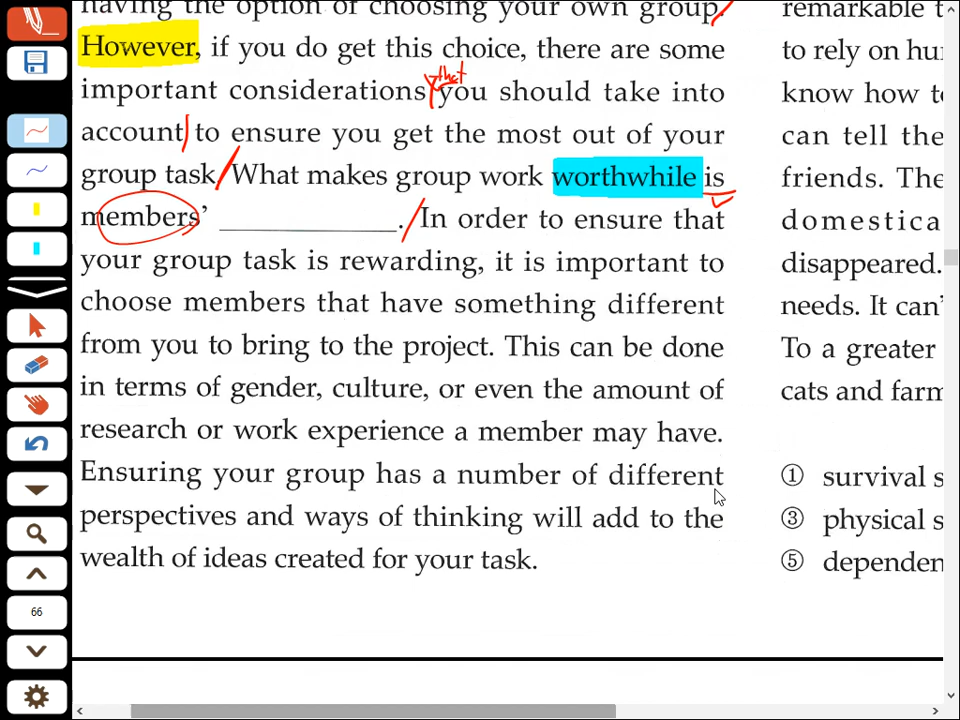 having the option of choosing your own group.
However, if you do get this choice, there are some
that
important considerations you should take into
account to ensure you get the most out of your
group task. What makes group work worthwhile is
members’ ____________. In order to ensure that
your group task is rewarding, it is important to
choose members that have something different
from you to bring to the project. This can be done
in terms of gender, culture, or even the amount of
research or work experience a member may have.
Ensuring your group has a number of different
perspectives and ways of thinking will add to the
wealth of ideas created for your task.
remarkable
to rely on
know how
can tell the
friends.
disappeared.
needs. It can’
To a greater
cats and
① survival
③ physical
⑤
66